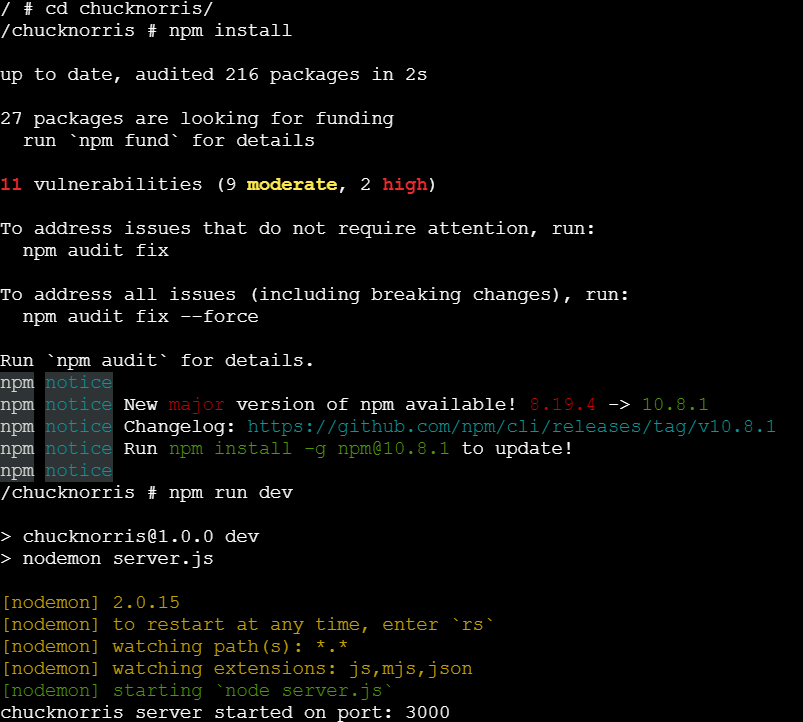 / # cd chucknorris/
/chucknorris # npm install
up to date, audited 216 packages in 2s
27 packages are looking for funding
run `npm fund` for details
11 vulnerabilities (9 moderate, 2 high)
To address issues that do not require attention, run:
npm audit fix
To address all issues (including breaking changes), run:
npm audit fix --force
Run `npm audit` for details.
npm notice
npm notice New major version of npm available! 8.19.4 -> 10.8.1
npm notice Changelog: https://github.com/npm/cli/releases/tag/v10.8.1
npm notice Run npm install -g npm@10.8.1 to update!
npm notice
/chucknorris # npm run dev
> chucknorris@1.0.0 dev
> nodemon server.js
[nodemon] 2.0.15
[nodemon] to restart at any time, enter `rs`
[nodemon] watching path(s): *.*
[nodemon] watching extensions: js,mjs,json
[nodemon] starting `node server.js`
chucknorris server started on port: 3000